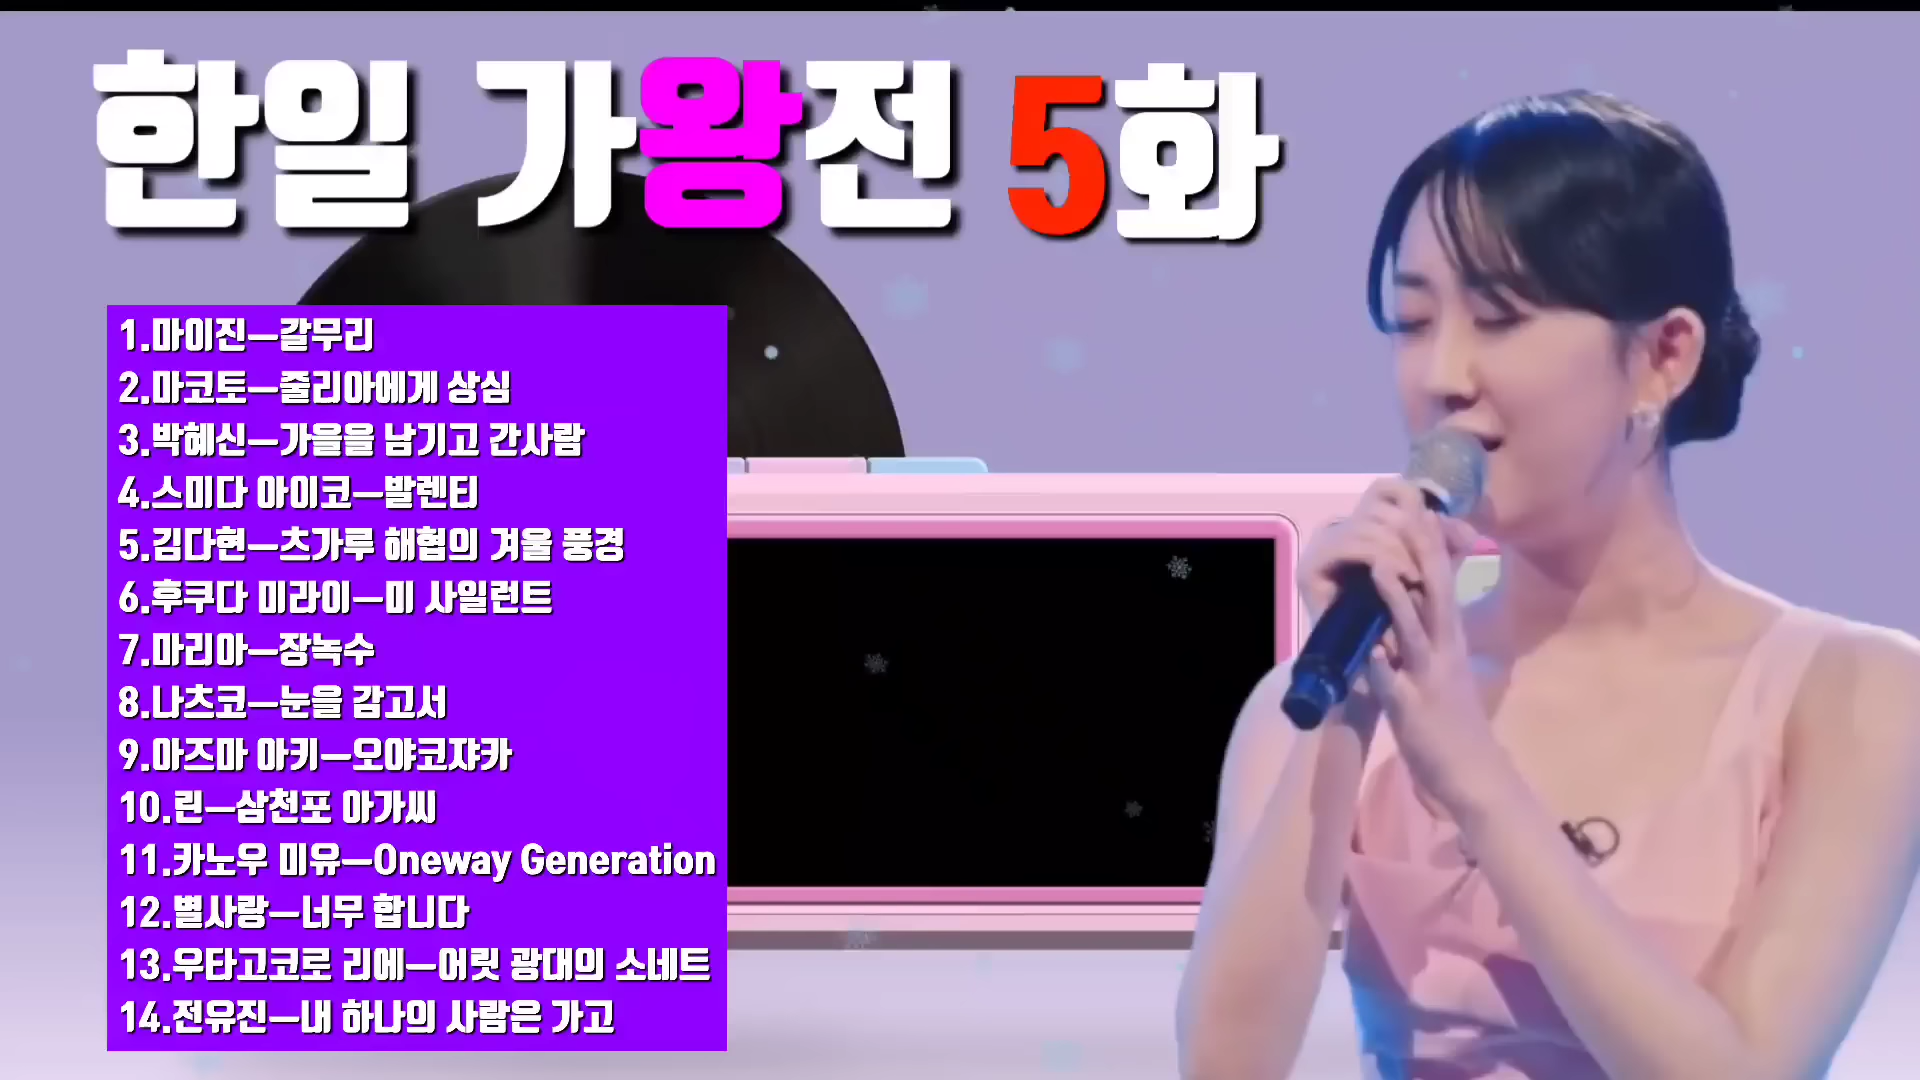 한일 가왕전 5화
1.마이진—갈무리
2.마코토—줄리아에게 상심
3.박혜신—가을을 남기고 간사람
4.스미다 아이코—발렌티
5.김다현—츠가루 해협의 겨울 풍경
6.후쿠다 미라이—미 사일런트
7.마리아—장녹수
8.나츠코—눈을 감고서
9.아즈마 아키—오야코쟈카
10.린—삼천포 아가씨
11.카노우 미유—Oneway Generation
12.별사랑—너무 합니다
13.우타고코로 리에—어릿 광대의 소네트
14.전유진—내 하나의 사람은 가고